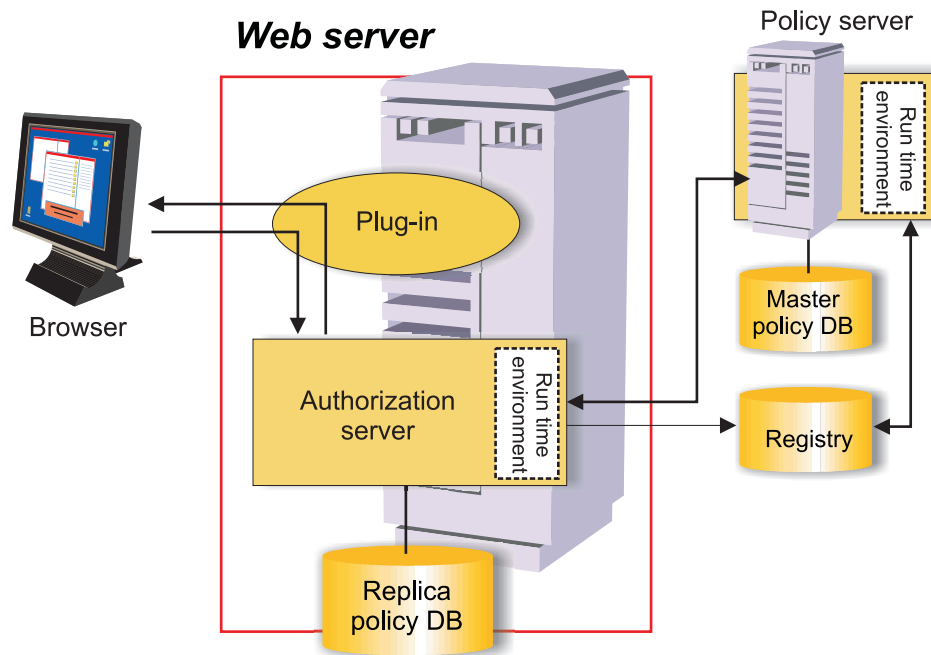 Web server
Policy server
Run time
environment
Plug-in
Browser
Master
policy DB
Authorization
server
Run time
environment
Registry
Replica
policy DB